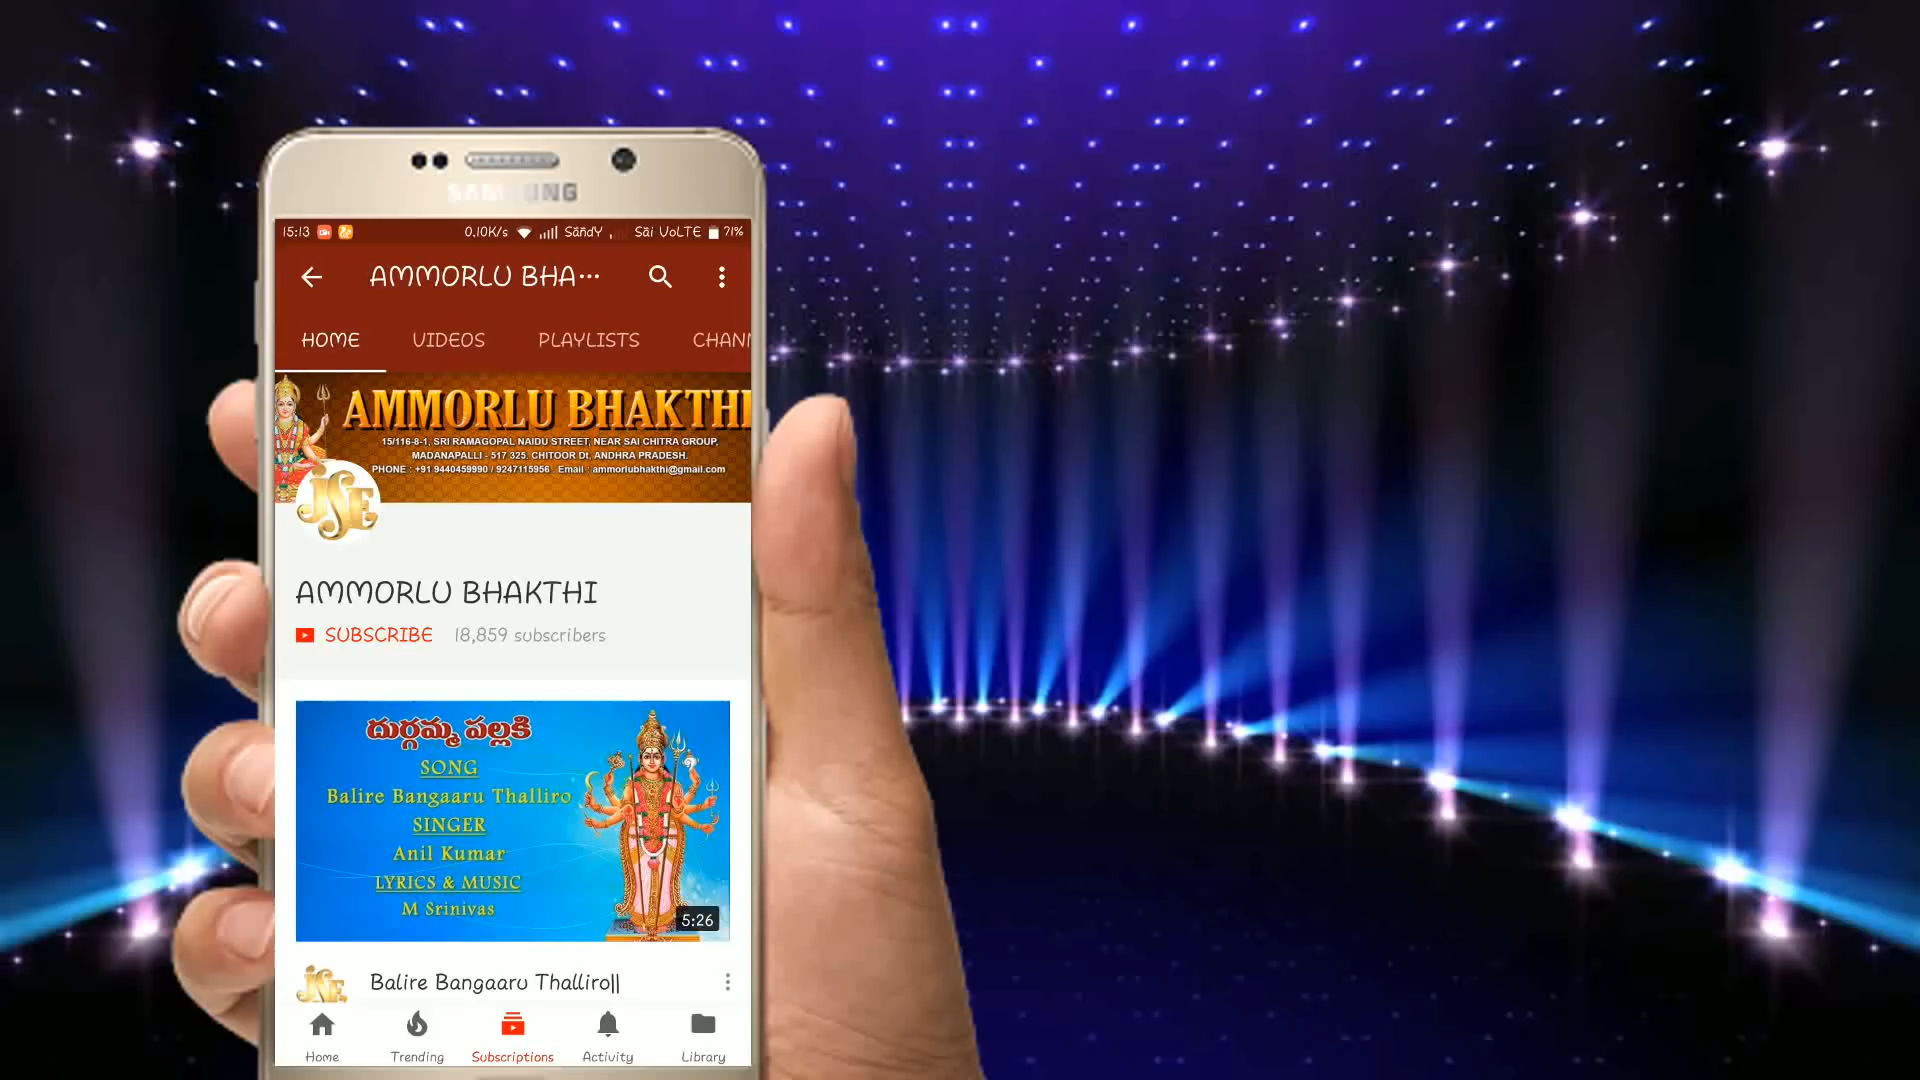 SAMSUNG
15:13 0.10K/s SāñdY Sāi VoLTE 71%
AMMORLU BHA...
HOME VIDEOS PLAYLISTS CHANN
AMMORLU BHAKTHI
15/116-8-1, SRI RAMAGOPAL NAIDU STREET, NEAR SAI CHITRA GROUP,
MADANAPALLI - 517 325. CHITOOR Dt, ANDHRA PRADESH.
PHONE : +91 9440459990 / 9247115956 Email : ammorlubhakthi@gmail.com
JSE
AMMORLU BHAKTHI
SUBSCRIBE 18,859 subscribers
దుర్గమ్మ పల్లకి
SONG
Balire Bangaaru Thalliro
SINGER
Anil Kumar
LYRICS & MUSIC
M Srinivas
5:26
JSE
Balire Bangaaru Thalliro||
Home Trending Subscriptions Activity Library